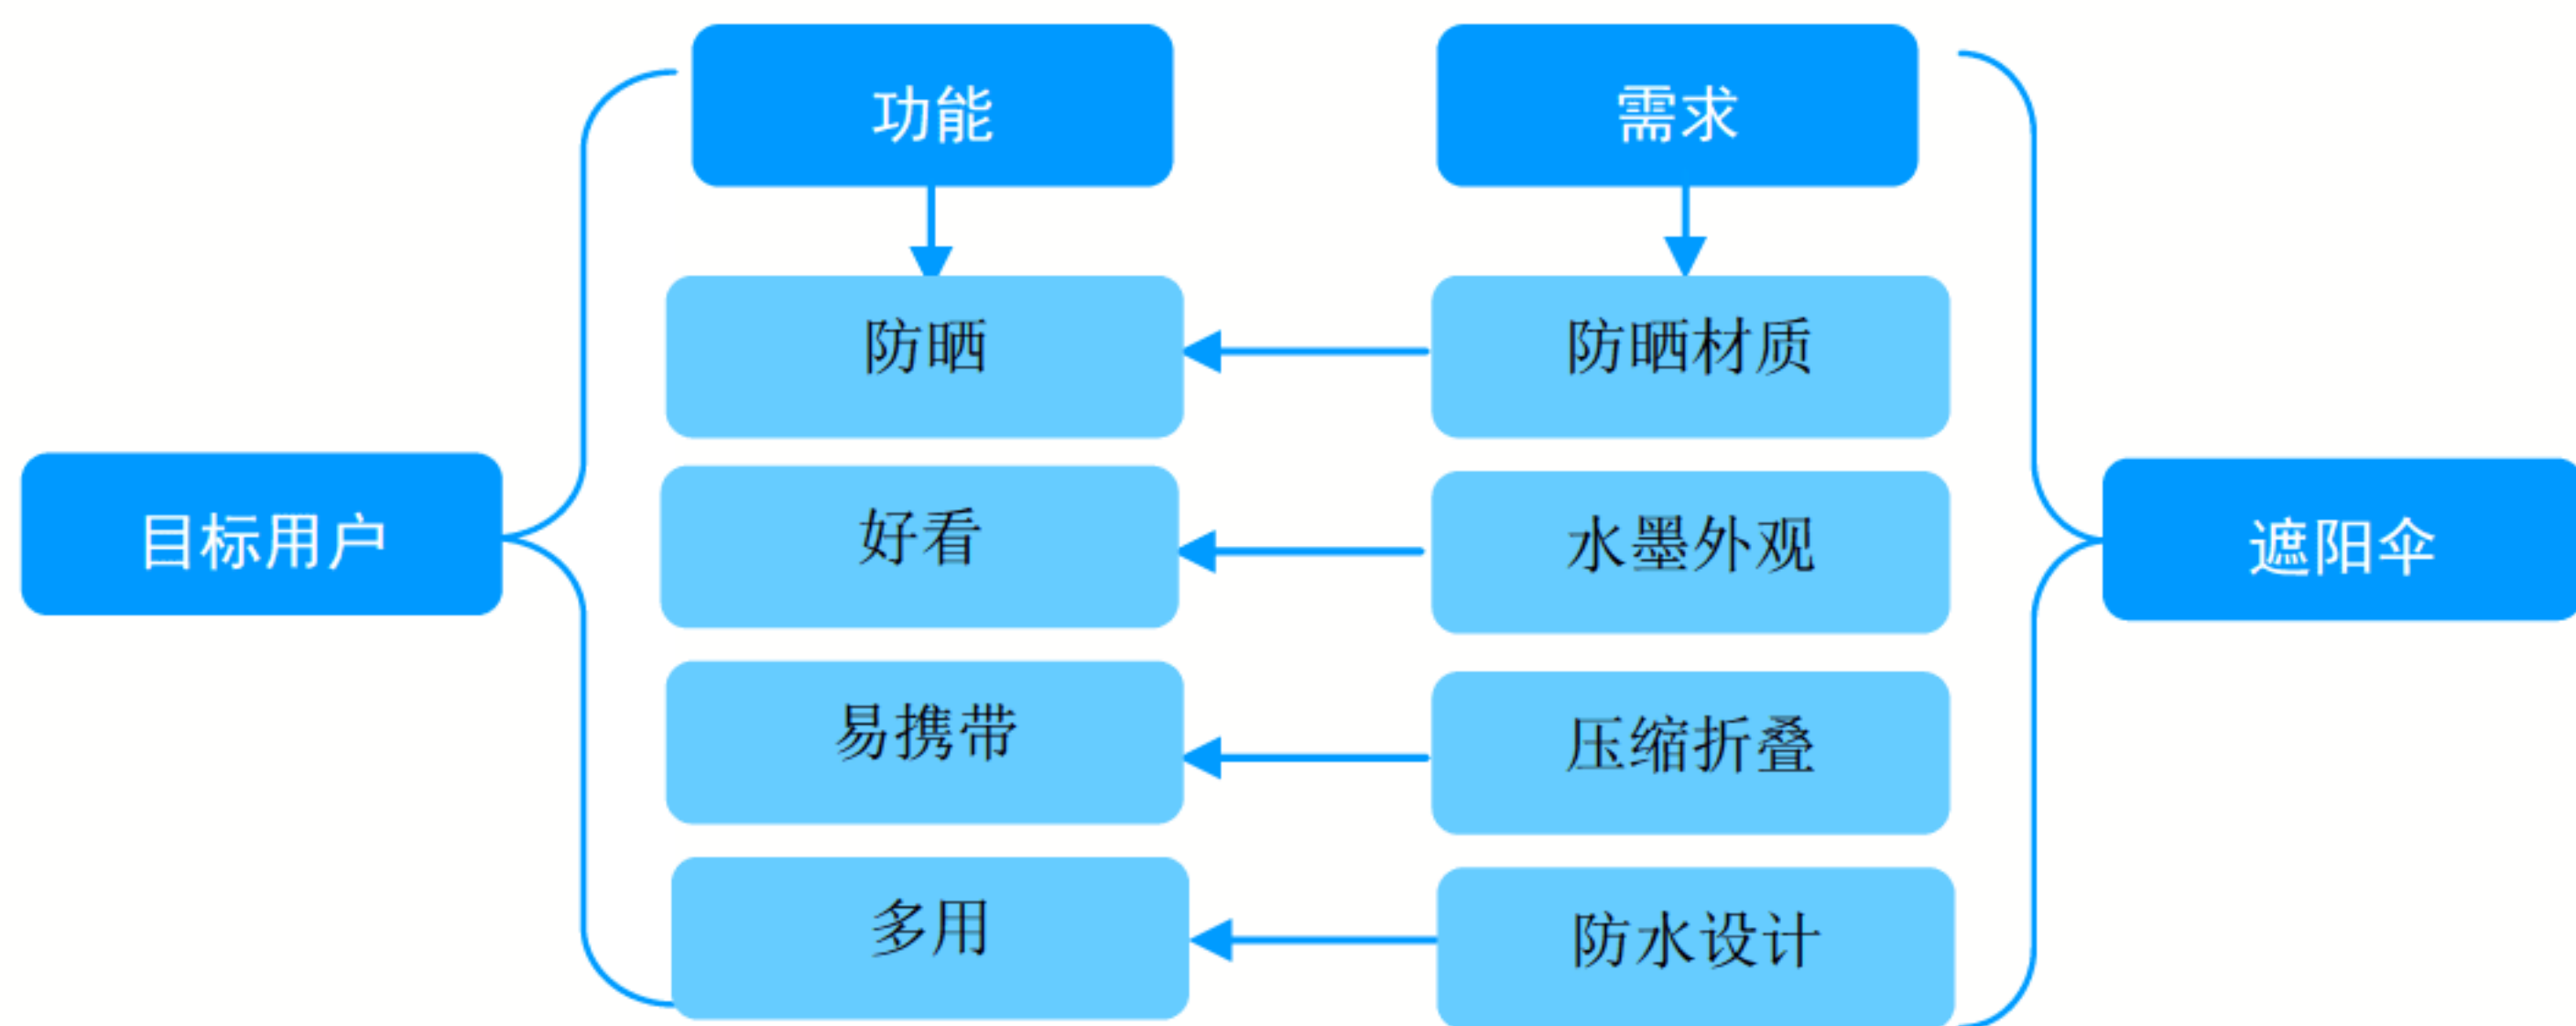 功能
需求
防晒
防晒材质
目标用户
好看
水墨外观
遮阳伞
易携带
压缩折叠
多用
防水设计